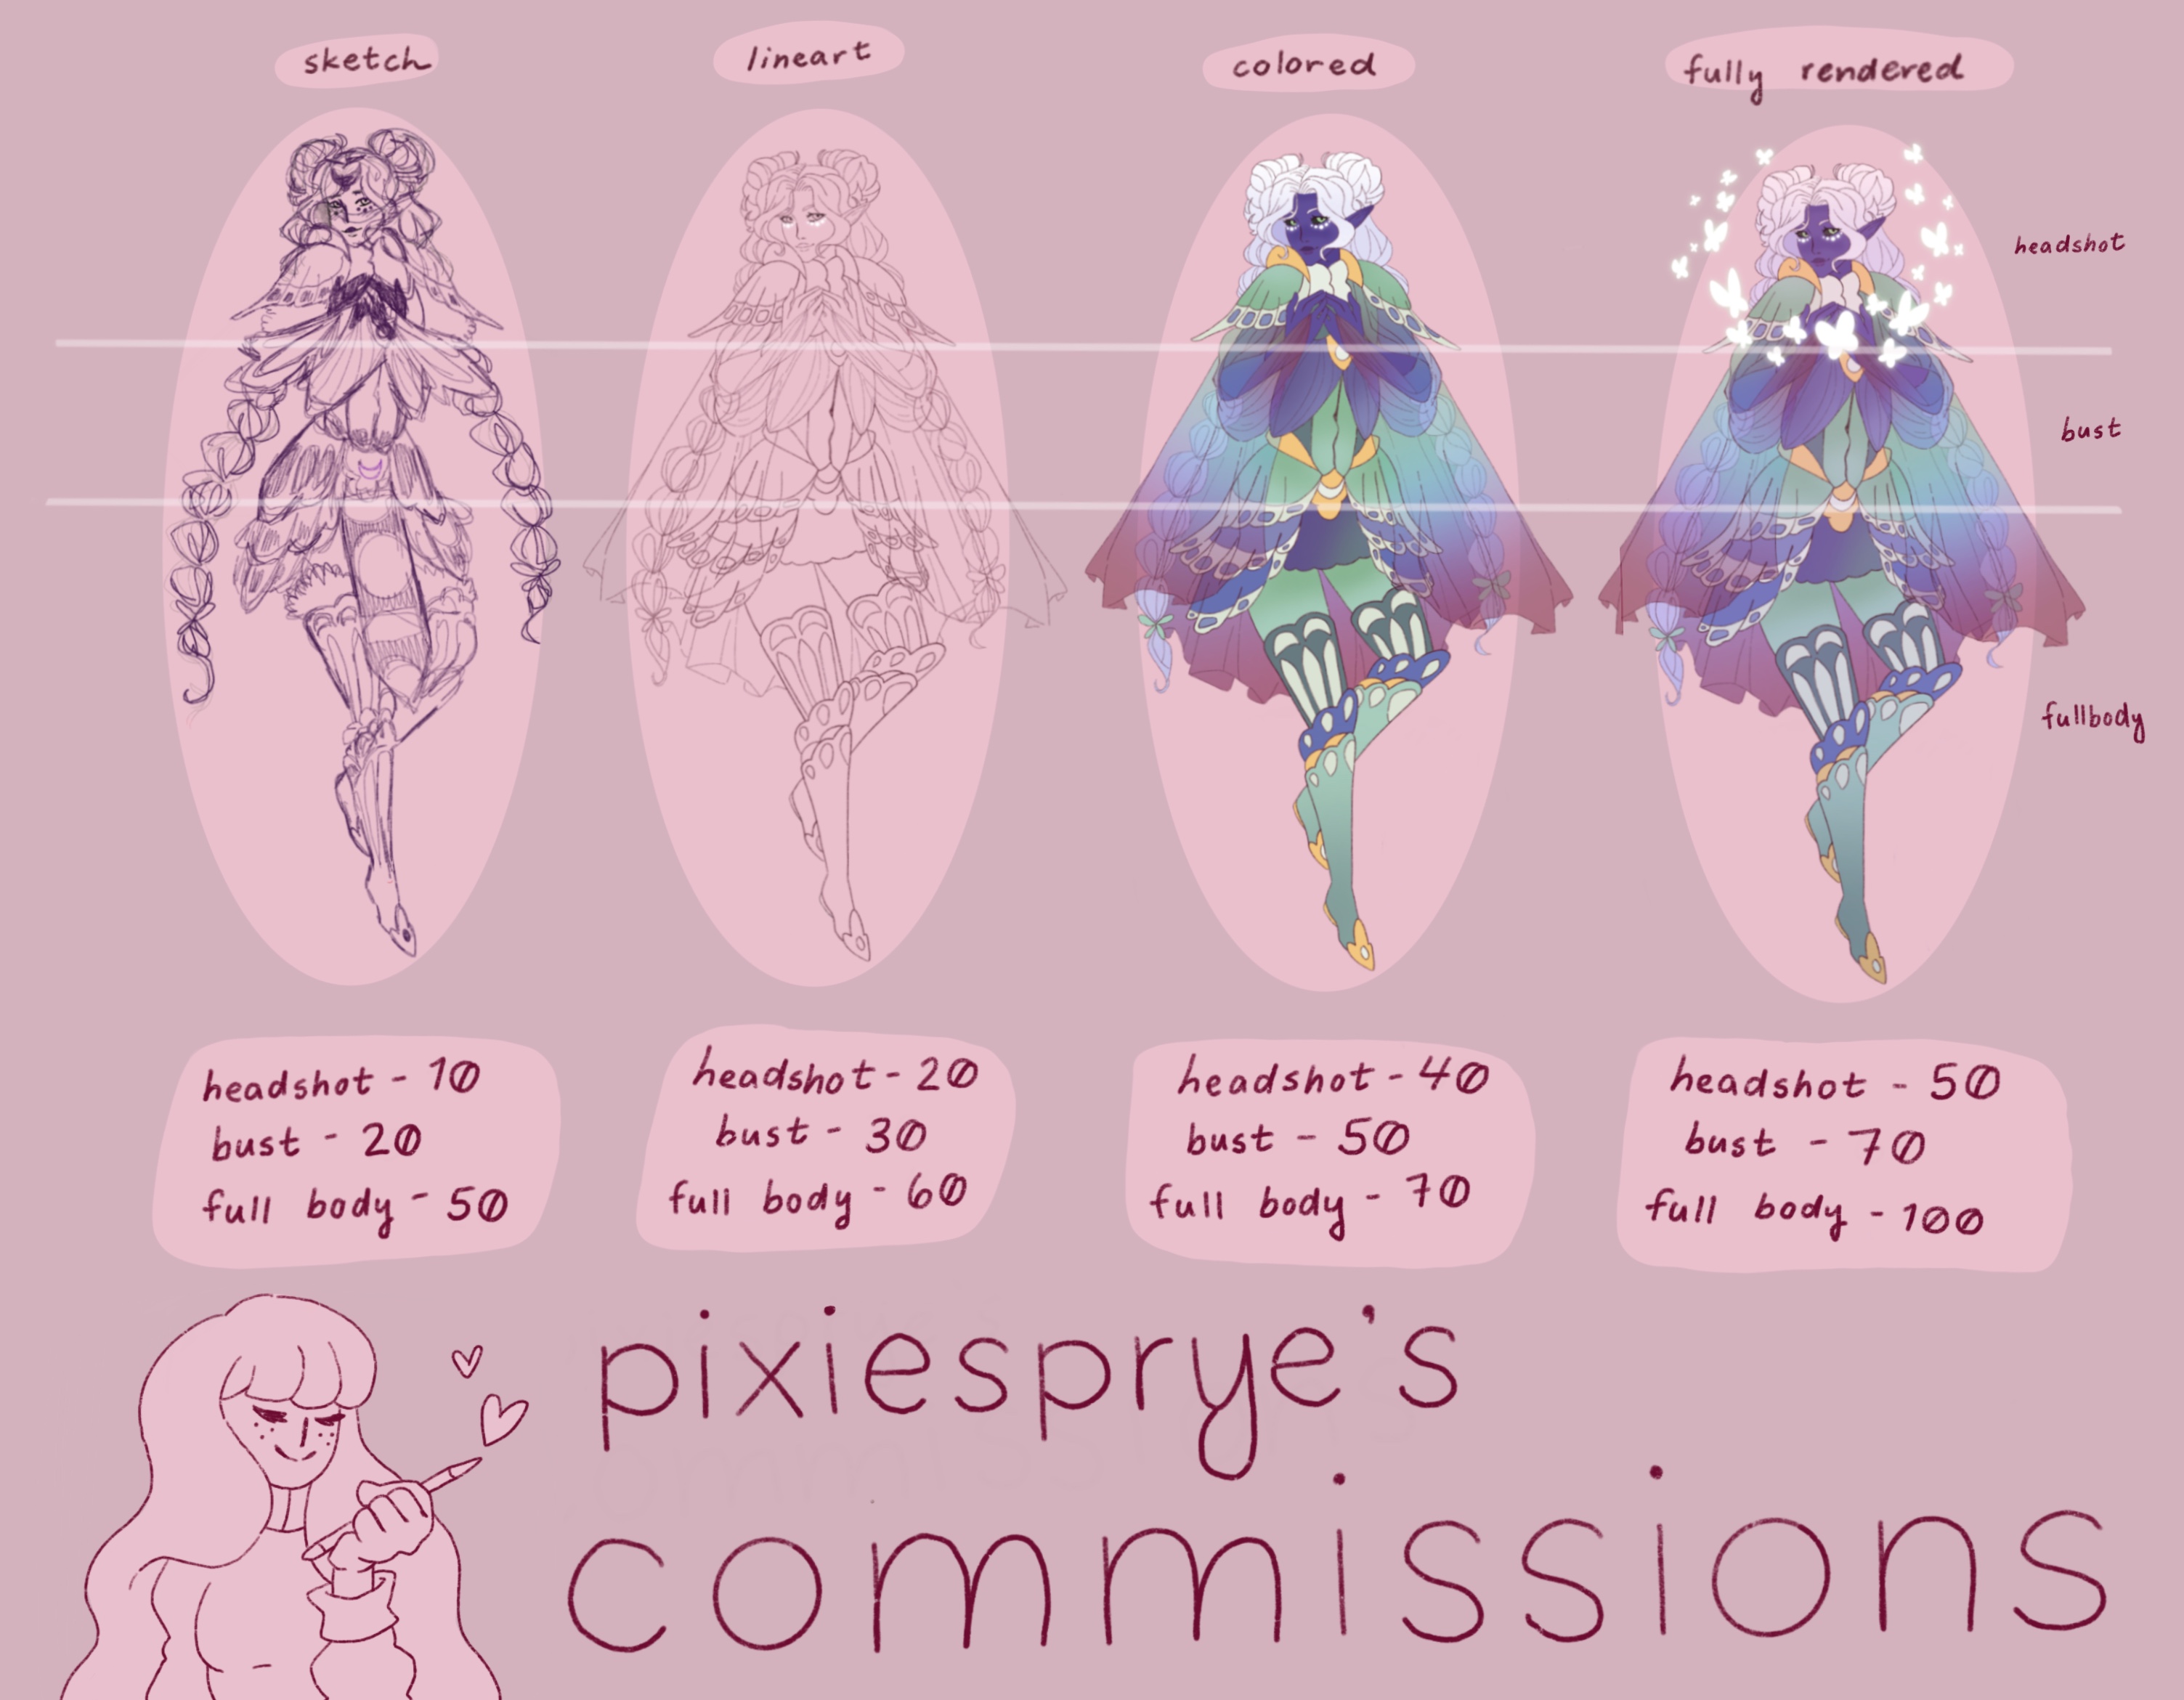 sketch
lineart
colored
fully rendered
headshot
bust
fullbody
headshot - 10
bust - 20
full body - 50
headshot - 20
bust - 30
full body - 60
headshot - 40
bust - 50
full body - 70
headshot - 50
bust - 70
full body - 100
pixiesprye's
commissions